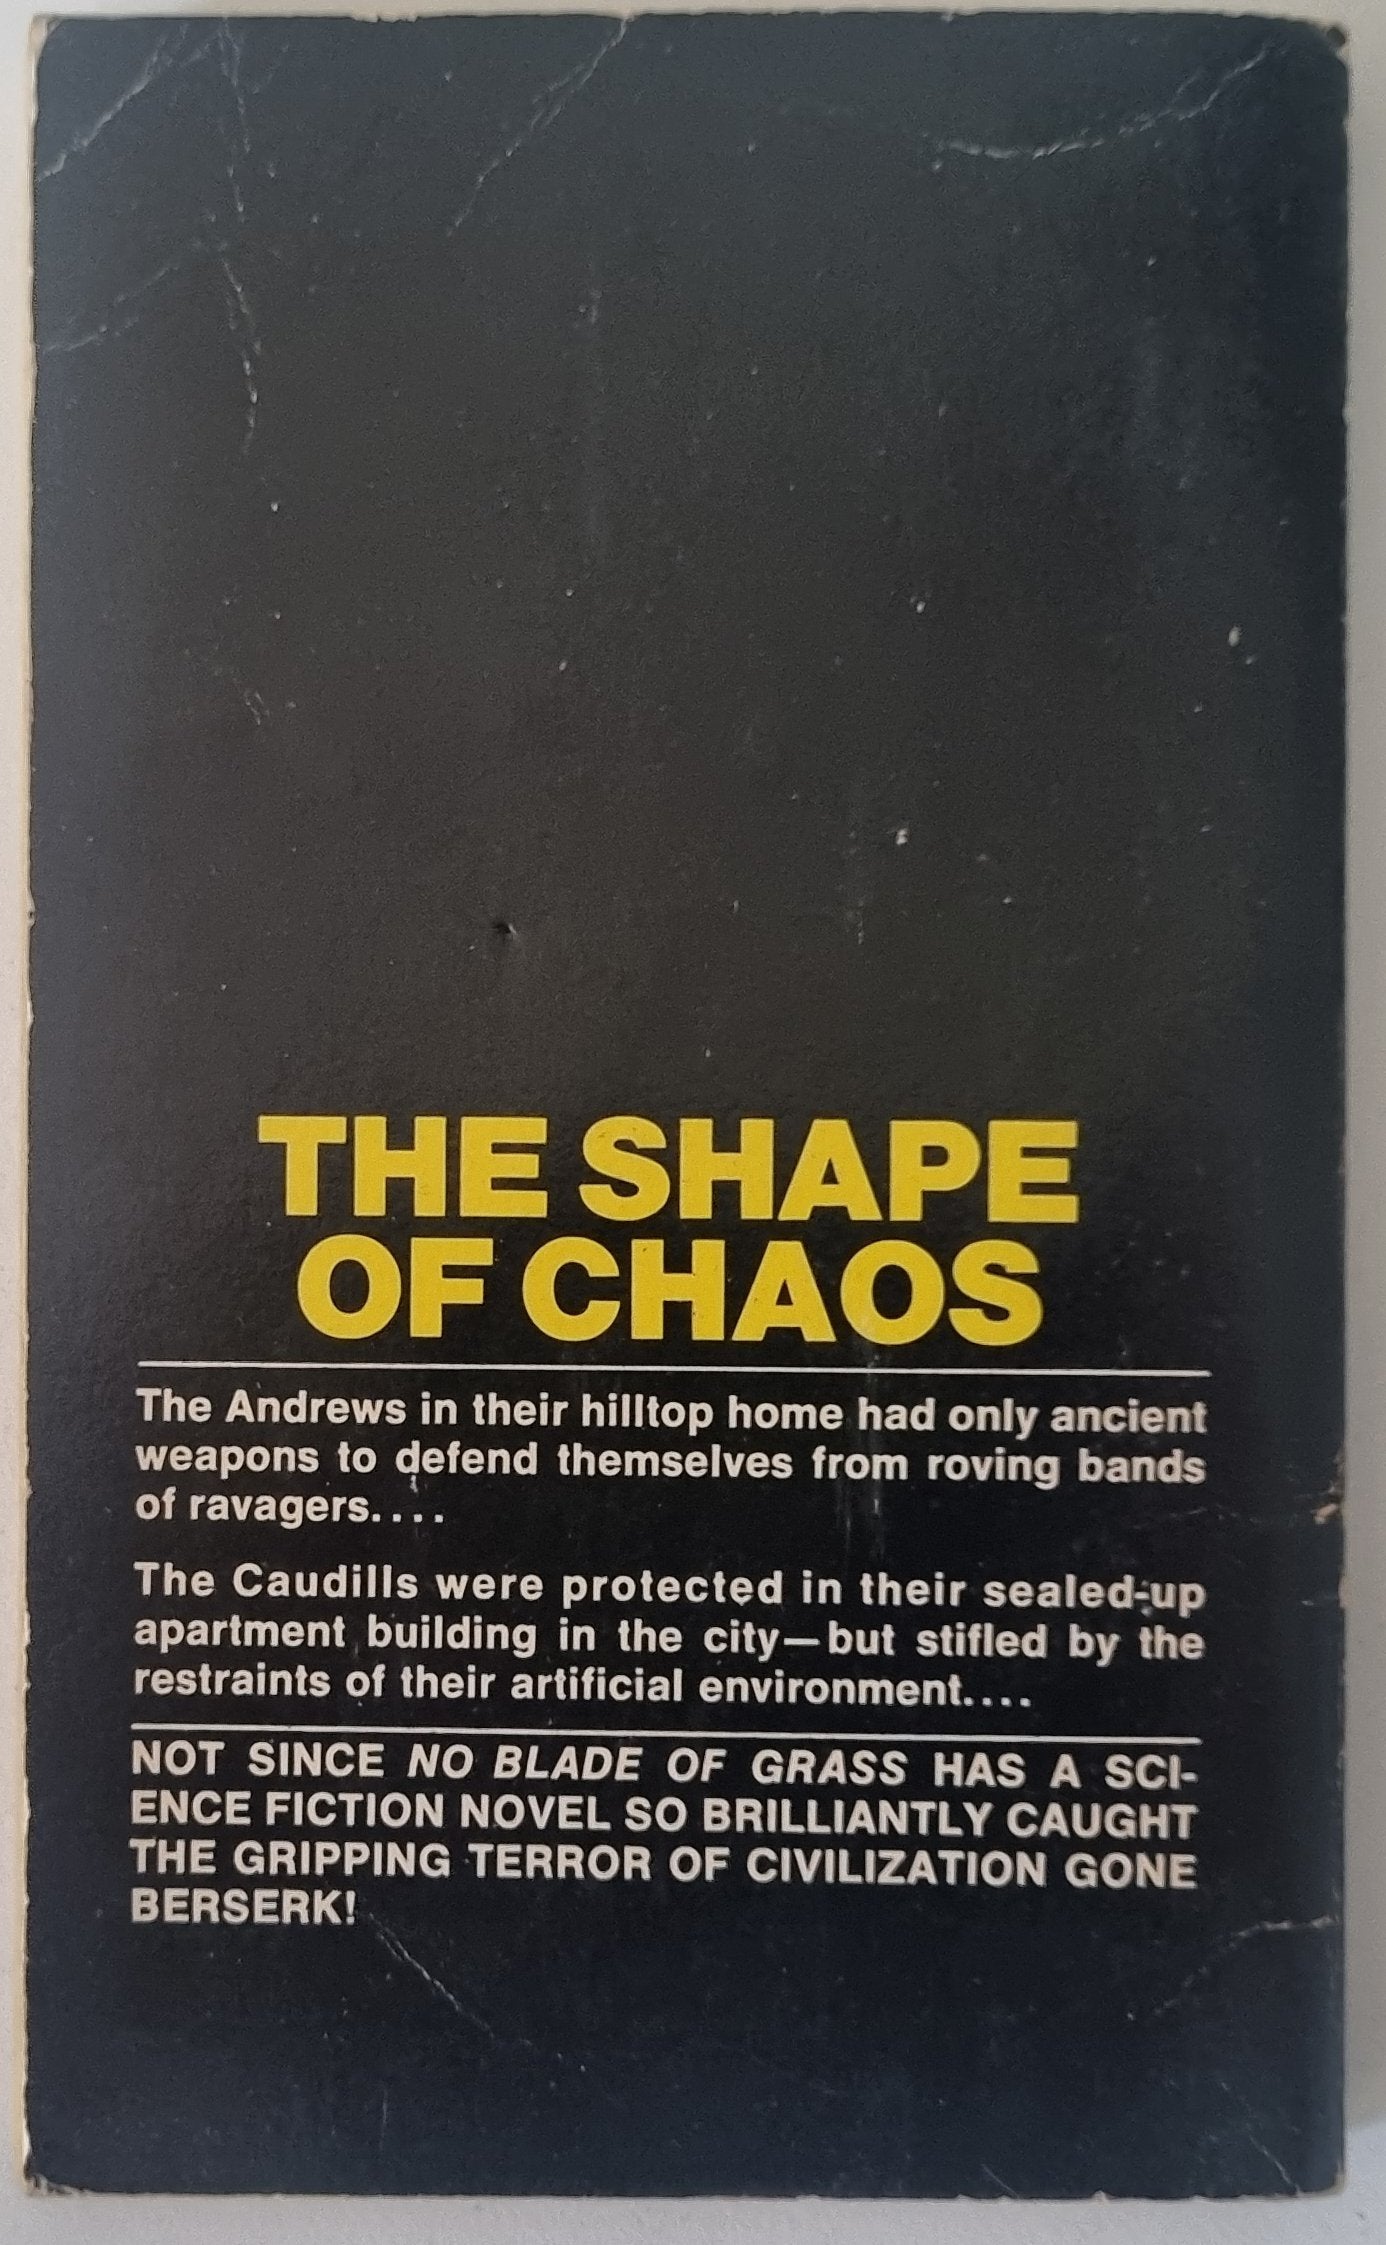 THE SHAPE
OF CHAOS
The Andrews in their hilltop home had only ancient
weapons to defend themselves from roving bands
of ravagers....
The Caudills were protected in their sealed-up
apartment building in the city—but stifled by the
restraints of their artificial environment....
NOT SINCE NO BLADE OF GRASS HAS A SCI-
ENCE FICTION NOVEL SO BRILLIANTLY CAUGHT
THE GRIPPING TERROR OF CIVILIZATION GONE
BERSERK!